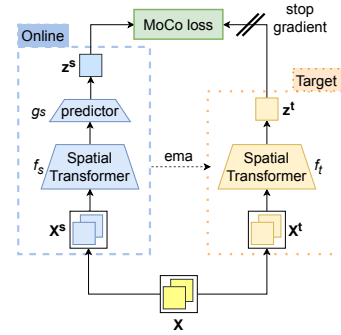 MoCo loss
stop
gradient
Online
z^s
Target
g_s
predictor
z^t
f_s
Spatial
Transformer
ema
Spatial
Transformer
f_t
X^s
X^t
X